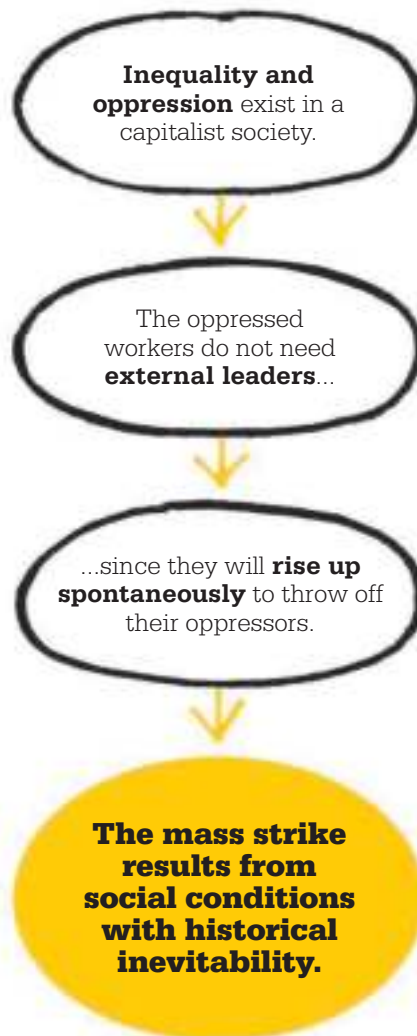 Inequality and
oppression exist in a
capitalist society.
The oppressed
workers do not need
external leaders...
...since they will rise up
spontaneously to throw off
their oppressors.
The mass strike
results from
social conditions
with historical
inevitability.